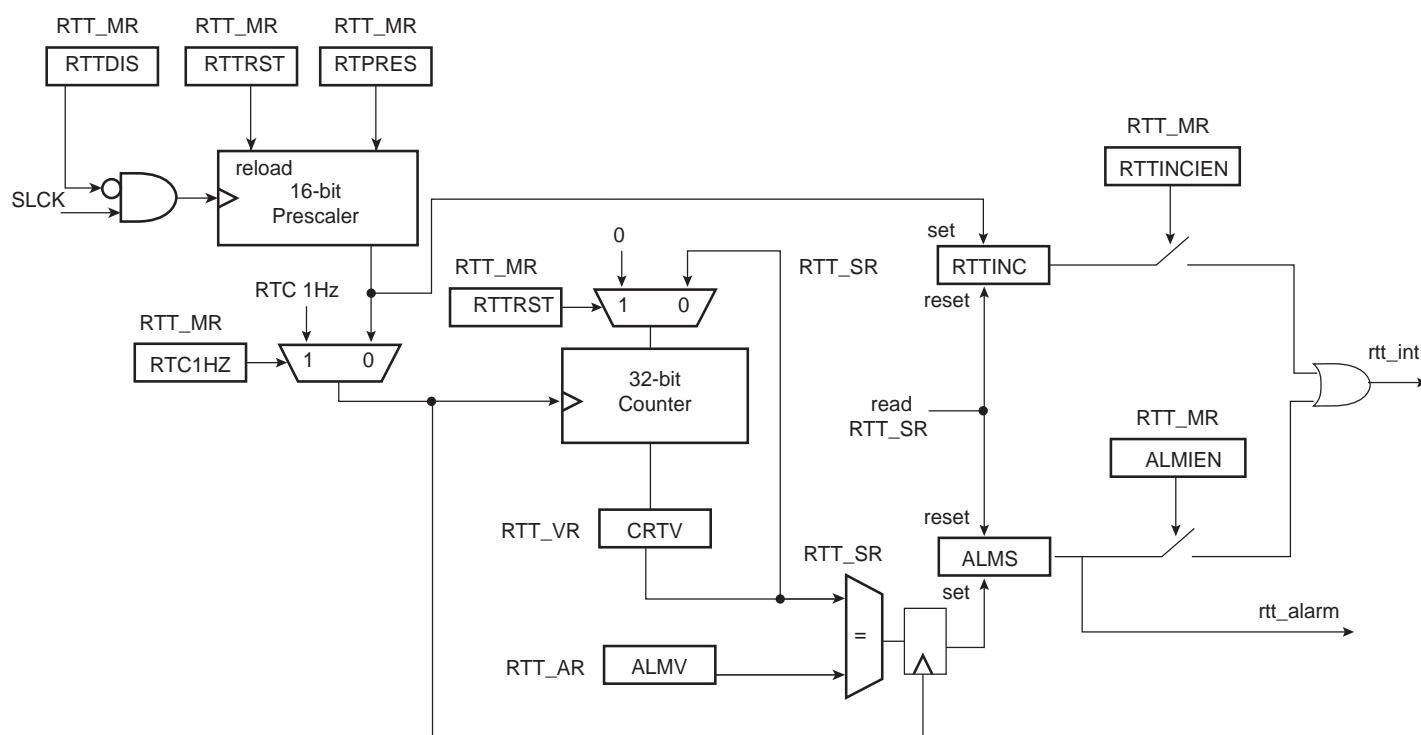 RTT_MR
RTT_MR
RTT_MR
RTTDIS
RTTRST
RTPRES
reload
16-bit
Prescaler
SLCK
RTT_MR
RTTINCIEN
0
set
RTT_MR
RTT_SR
RTTINC
RTC 1Hz
RTTRST
1
0
reset
RTT_MR
RTC1HZ
1
0
32-bit
Counter
rtt_int
read
RTT_SR
RTT_MR
ALMIEN
RTT_VR
CRTV
reset
RTT_SR
ALMS
set
=
rtt_alarm
RTT_AR
ALMV